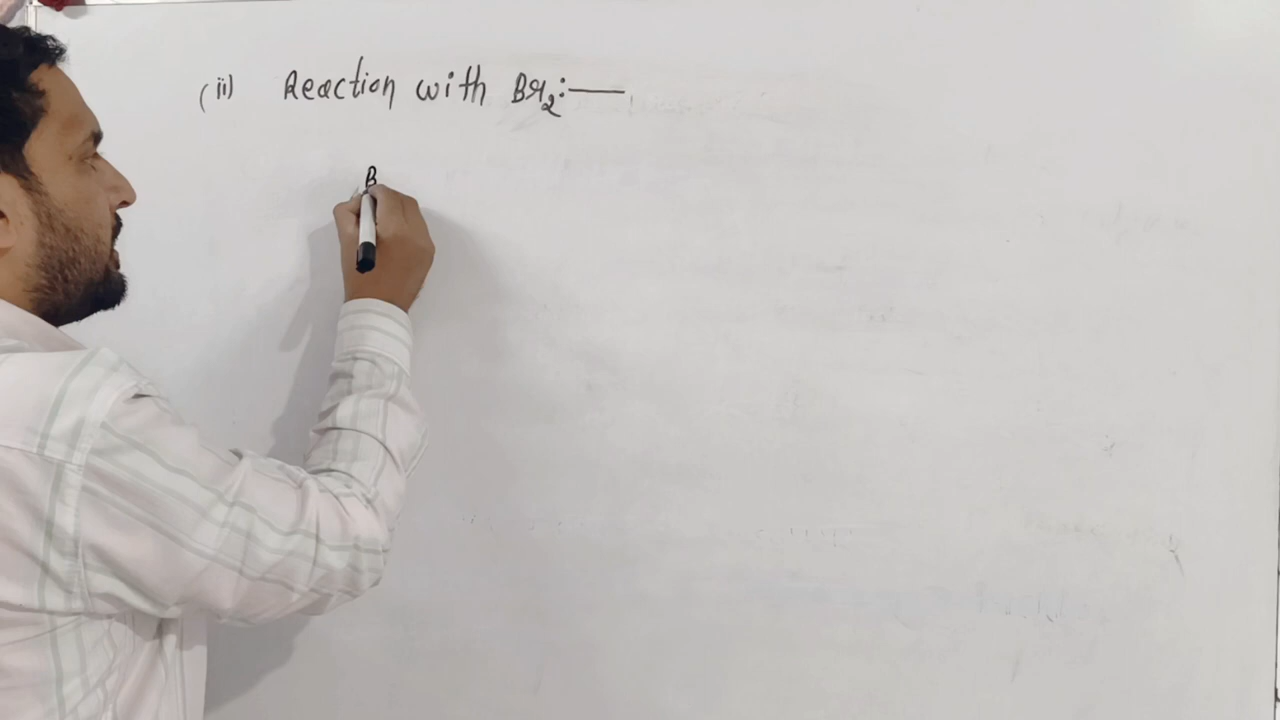 (ii) Reaction with Br2:—
B